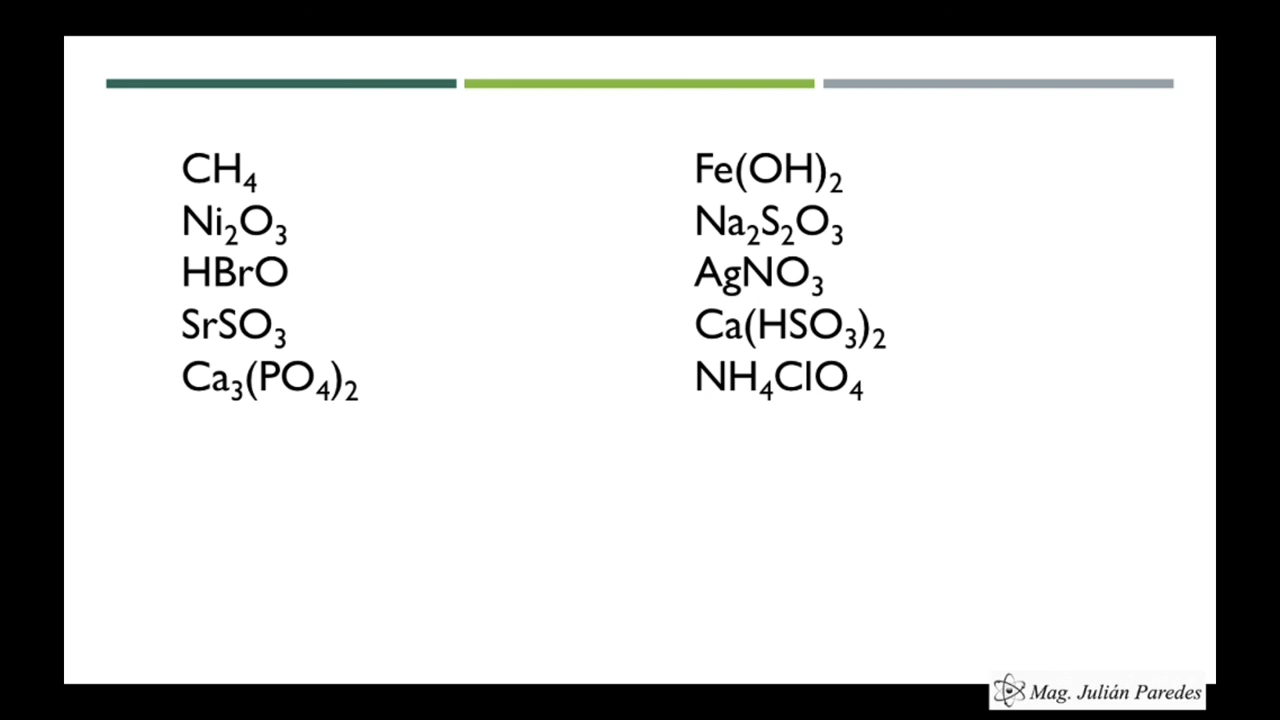 CH₄
Ni₂O₃
HBrO
SrSO₃
Ca₃(PO₄)₂
Fe(OH)₂
Na₂S₂O₃
AgNO₃
Ca(HSO₃)₂
NH₄ClO₄
Mag. Julián Paredes